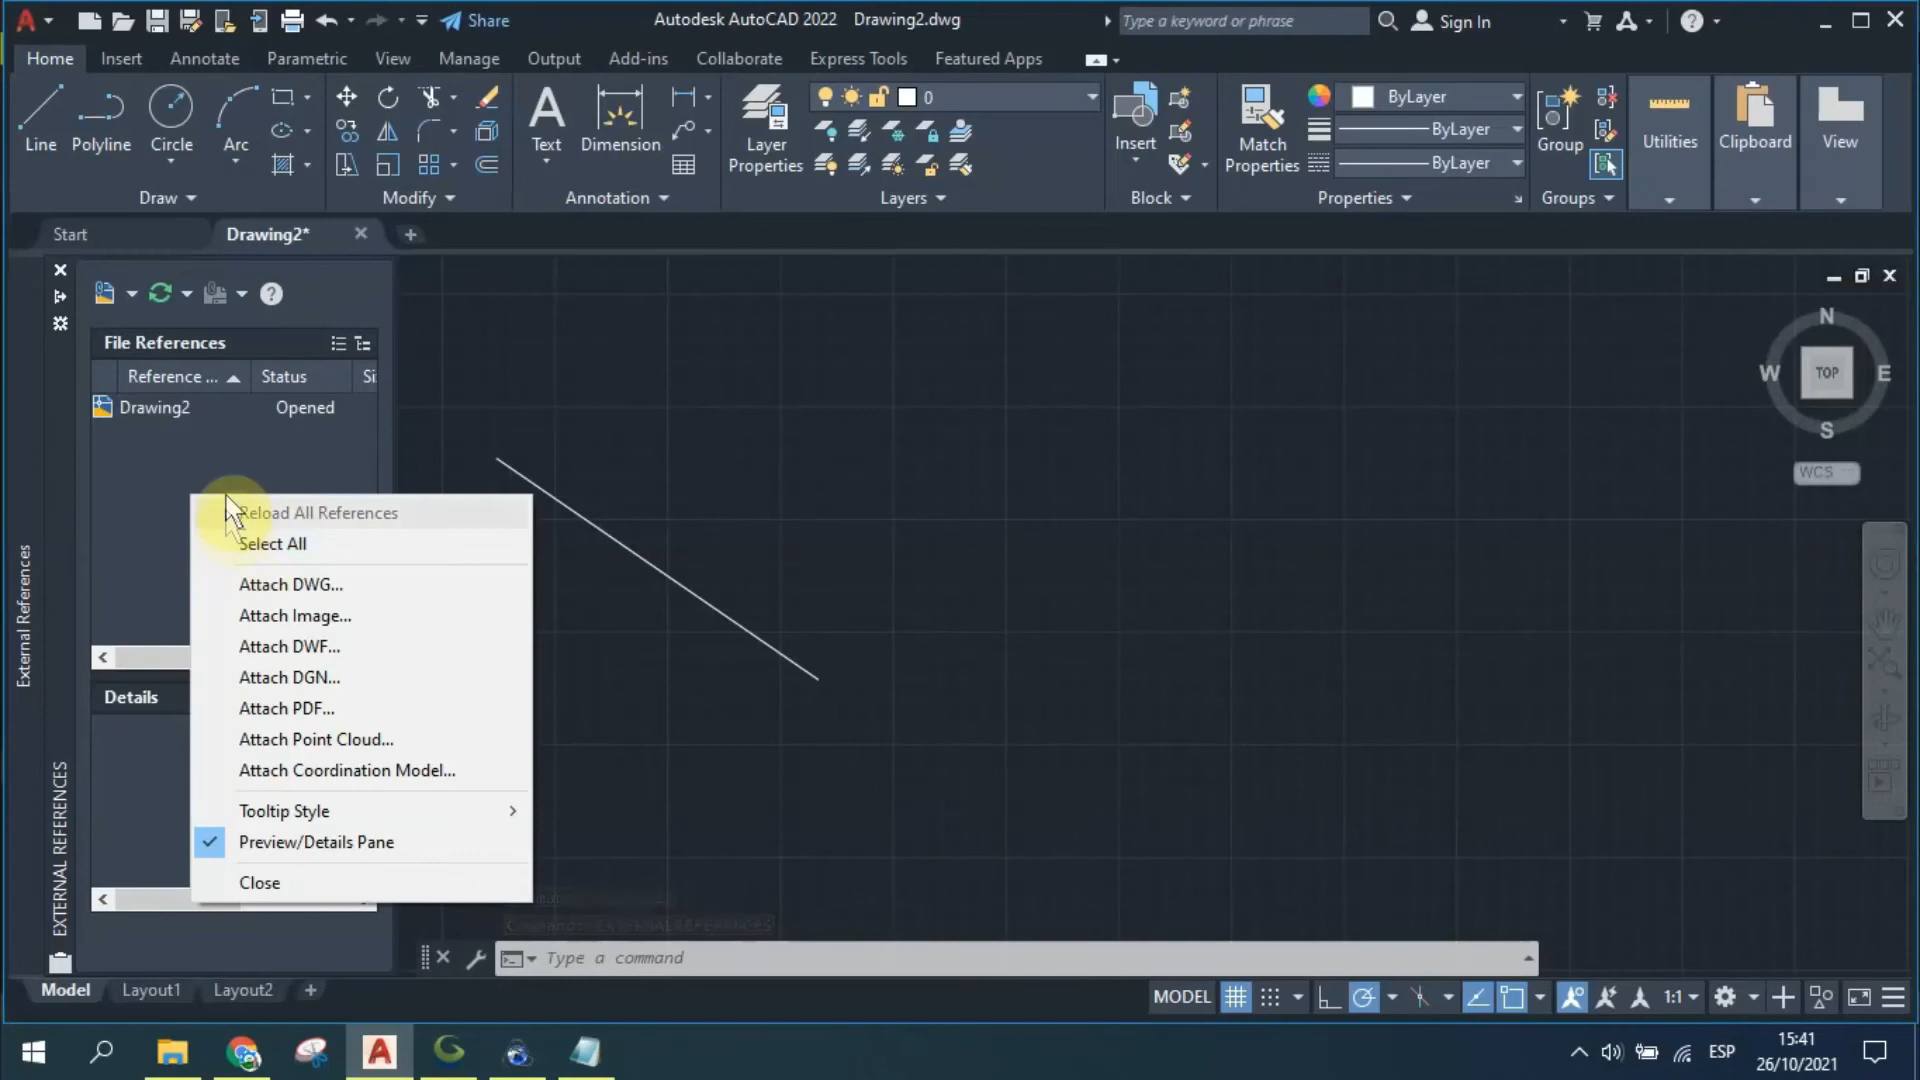 Share
Autodesk AutoCAD 2022 Drawing2.dwg
Type a keyword or phrase
Sign In
Home Insert Annotate Parametric View Manage Output Add-ins Collaborate Express Tools Featured Apps
Line Polyline Circle Arc
Text Dimension
Layer Properties
0
Insert
Match Properties
ByLayer
ByLayer
ByLayer
Group
Utilities
Clipboard
View
Draw Modify Annotation Layers Block Properties Groups
Start Drawing2*
File References
Reference ... Status Si
Drawing2 Opened
Reload All References
Select All
Attach DWG...
Attach Image...
Attach DWF...
Attach DGN...
Attach PDF...
Attach Point Cloud...
Attach Coordination Model...
Tooltip Style
Preview/Details Pane
Close
Details
External References
EXTERNAL REFERENCES
N
W TOP E
S
WCS
Command: EXTERNALREFERENCES
Type a command
Model Layout1 Layout2
MODEL
1:1
ESP
15:41
26/10/2021